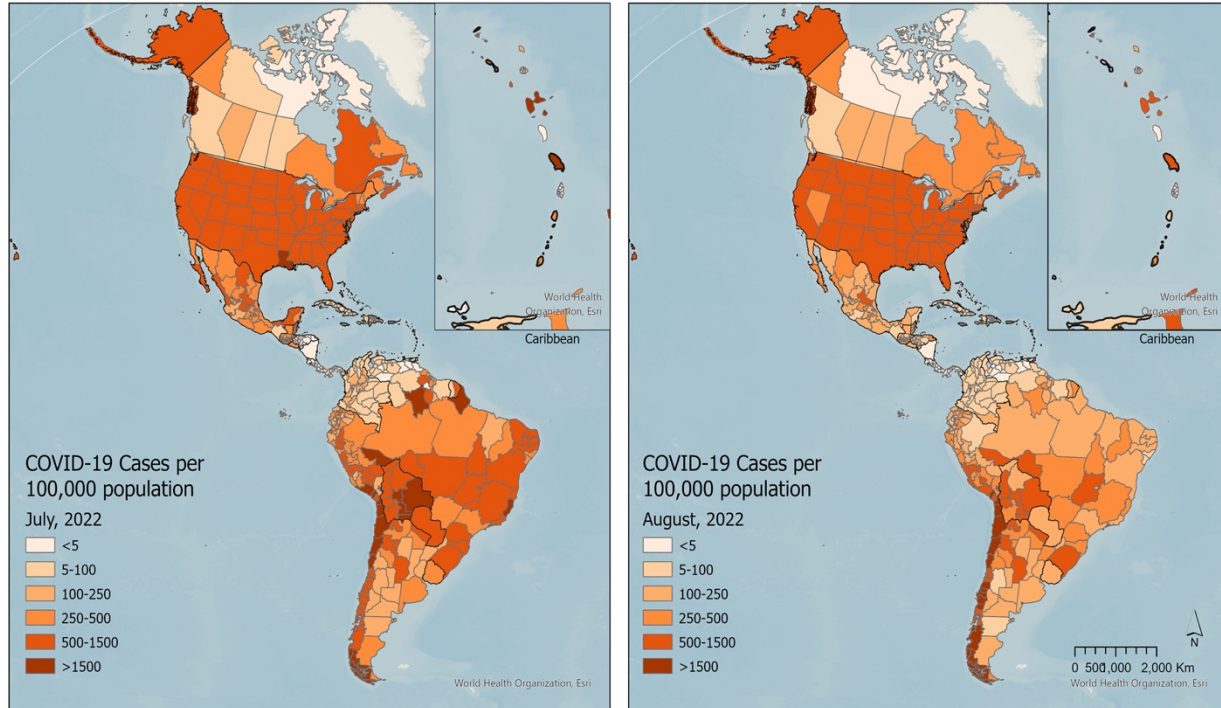 World Health
Organization, Esri
Caribbean
COVID-19 Cases per
100,000 population
July, 2022
<5
5-100
100-250
250-500
500-1500
>1500
World Health Organization, Esri
World Health
Organization, Esri
Caribbean
COVID-19 Cases per
100,000 population
August, 2022
<5
5-100
100-250
250-500
500-1500
>1500
N
0 500 1,000 2,000 Km
World Health Organization, Esri